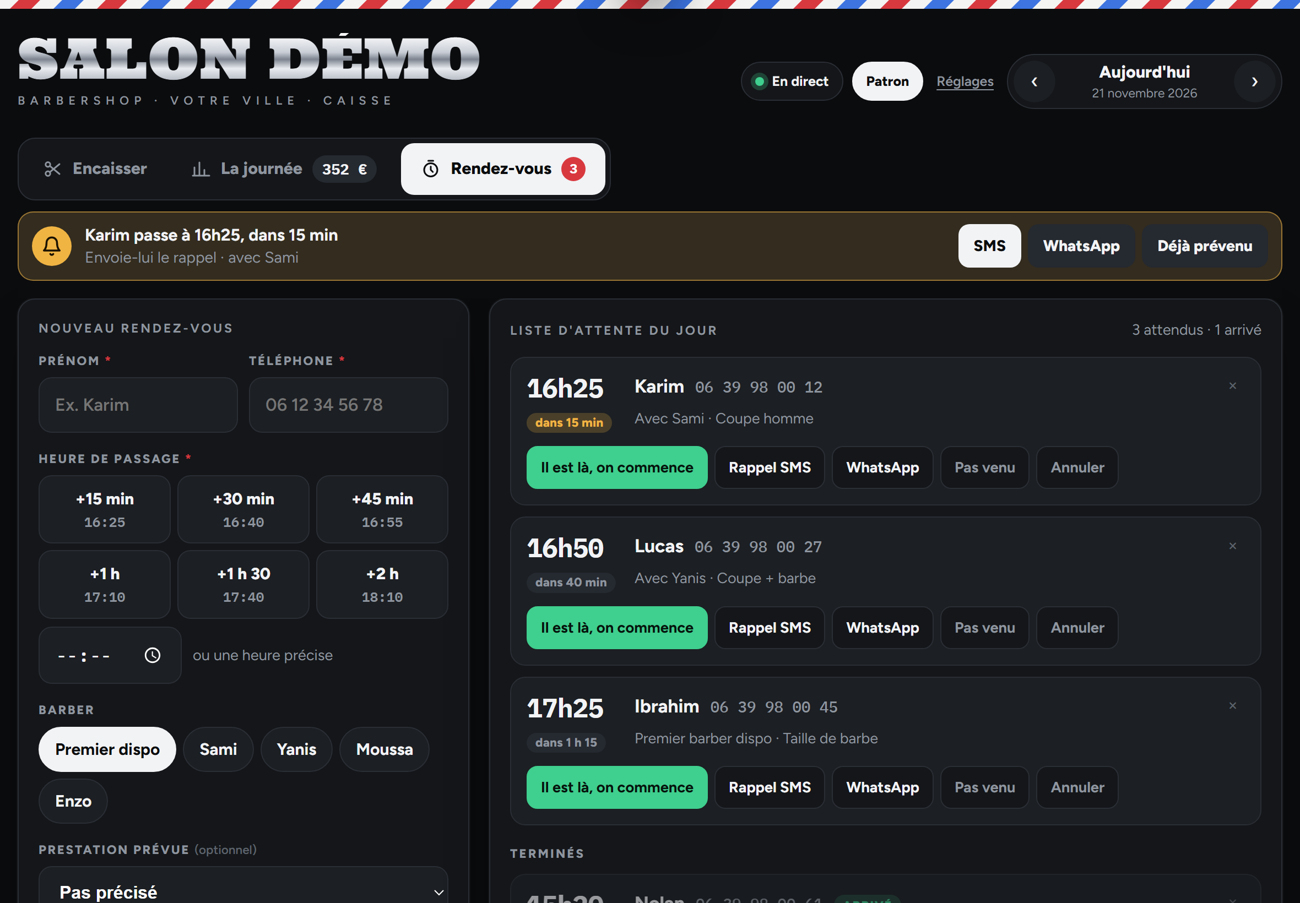 SALON DÉMO
BARBERSHOP · VOTRE VILLE · CAISSE
En direct
Patron
Réglages
‹
Aujourd'hui
21 novembre 2026
›
Encaisser
La journée 352 €
Rendez-vous 3
Karim passe à 16h25, dans 15 min
Envoie-lui le rappel · avec Sami
SMS
WhatsApp
Déjà prévenu
NOUVEAU RENDEZ-VOUS
PRÉNOM *
TÉLÉPHONE *
Ex. Karim
06 12 34 56 78
HEURE DE PASSAGE *
+15 min
16:25
+30 min
16:40
+45 min
16:55
+1 h
17:10
+1 h 30
17:40
+2 h
18:10
--:--
ou une heure précise
BARBER
Premier dispo
Sami
Yanis
Moussa
Enzo
PRESTATION PRÉVUE (optionnel)
Pas précisé
LISTE D'ATTENTE DU JOUR
3 attendus · 1 arrivé
16h25
Karim 06 39 98 00 12
×
dans 15 min
Avec Sami · Coupe homme
Il est là, on commence
Rappel SMS
WhatsApp
Pas venu
Annuler
16h50
Lucas 06 39 98 00 27
×
dans 40 min
Avec Yanis · Coupe + barbe
Il est là, on commence
Rappel SMS
WhatsApp
Pas venu
Annuler
17h25
Ibrahim 06 39 98 00 45
×
dans 1 h 15
Premier barber dispo · Taille de barbe
Il est là, on commence
Rappel SMS
WhatsApp
Pas venu
Annuler
TERMINÉS